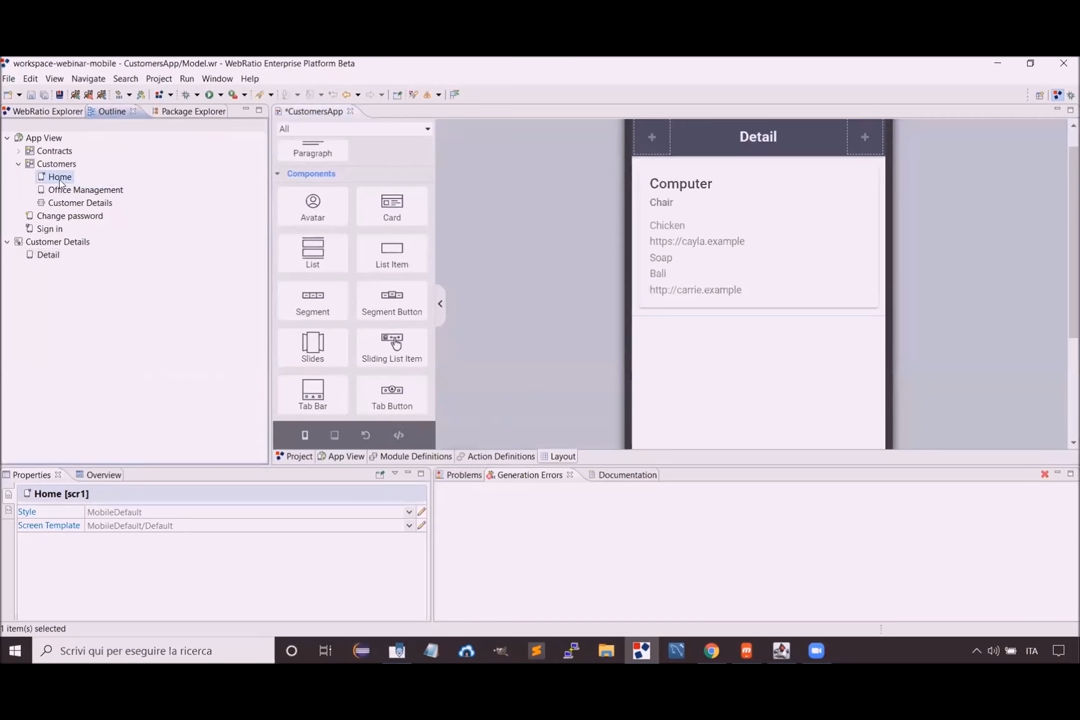 workspace-webinar-mobile - CustomersApp/Model.wr - WebRatio Enterprise Platform Beta
File Edit View Navigate Search Project Run Window Help
WebRatio Explorer Outline Package Explorer
*CustomersApp
App View
Contracts
Customers
Home
Office Management
Customer Details
Change password
Sign in
Customer Details
Detail
All
Paragraph
Components
Avatar Card
List List Item
Segment Segment Button
Slides Sliding List Item
Tab Bar Tab Button
Detail
Computer
Chair
Chicken
https://cayla.example
Soap
Ball
http://carrie.example
Project App View Module Definitions Action Definitions Layout
Properties Overview
Home [scr1]
Style MobileDefault
Screen Template MobileDefault/Default
Problems Generation Errors Documentation
1 item(s) selected
Scrivi qui per eseguire la ricerca
ITA